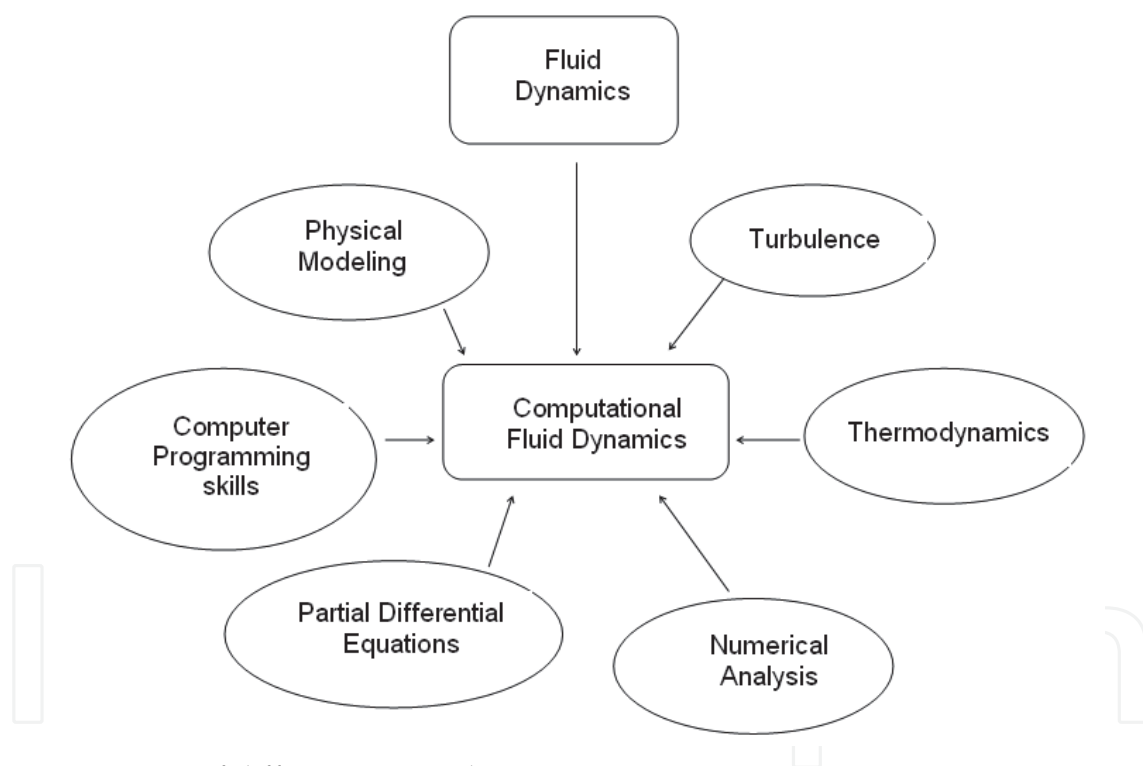 Fluid
Dynamics
Physical
Modeling
Turbulence
Computational
Fluid Dynamics
Computer
Programming
skills
Thermodynamics
Partial Differential
Equations
Numerical
Analysis